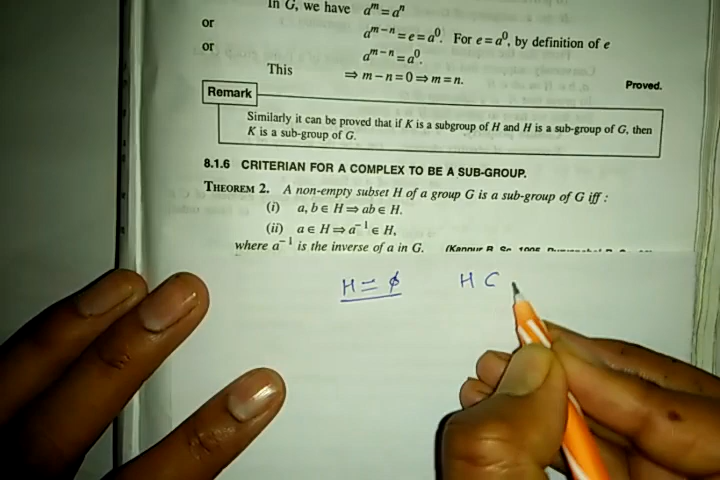 In G, we have aᵐ = aⁿ
or aᵐ⁻ⁿ = e = a⁰. For e = a⁰, by definition of e
or aᵐ⁻ⁿ = a⁰.
This ⇒ m – n = 0 ⇒ m = n. Proved.
Remark
Similarly it can be proved that if K is a subgroup of H and H is a sub-group of G, then
K is a sub-group of G.
8.1.6 CRITERIAN FOR A COMPLEX TO BE A SUB-GROUP.
THEOREM 2. A non-empty subset H of a group G is a sub-group of G iff :
(i) a, b ∈ H ⇒ ab ∈ H.
(ii) a ∈ H ⇒ a⁻¹ ∈ H,
where a⁻¹ is the inverse of a in G.
H = ϕ H C